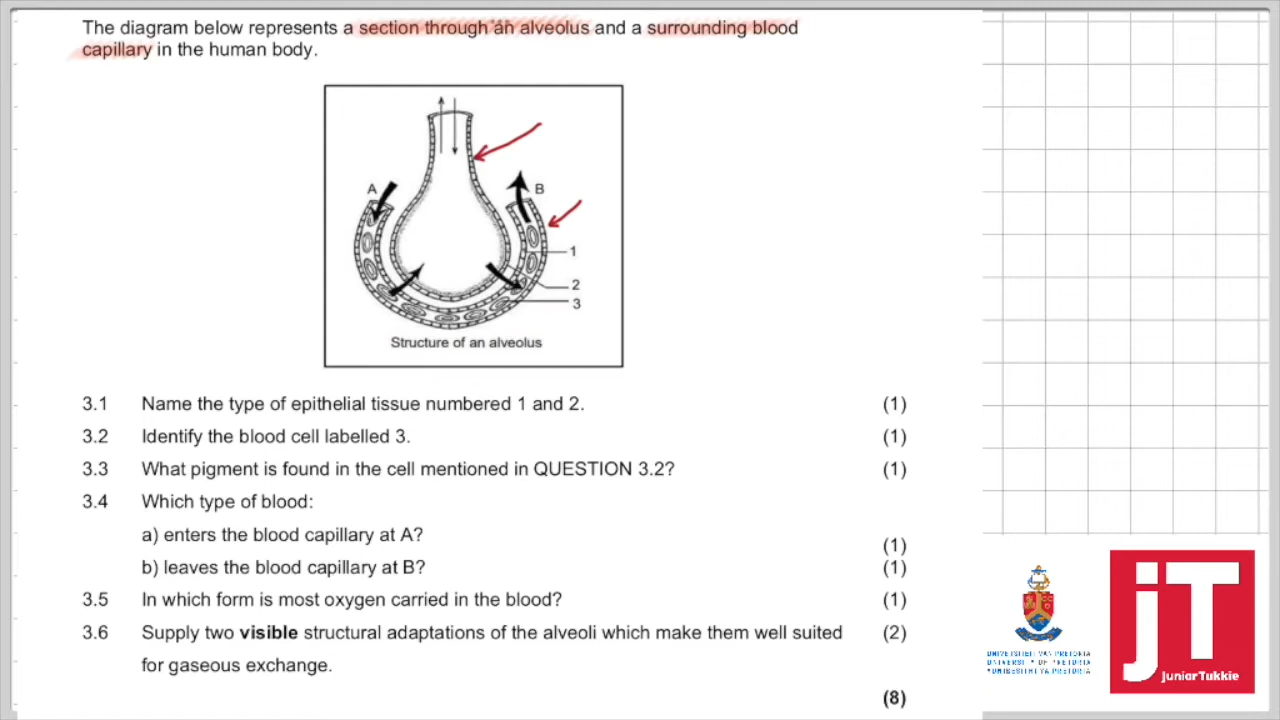 The diagram below represents a section through an alveolus and a surrounding blood
capillary in the human body.
A
B
1
2
3
Structure of an alveolus
3.1 Name the type of epithelial tissue numbered 1 and 2. (1)
3.2 Identify the blood cell labelled 3. (1)
3.3 What pigment is found in the cell mentioned in QUESTION 3.2? (1)
3.4 Which type of blood:
a) enters the blood capillary at A? (1)
b) leaves the blood capillary at B? (1)
3.5 In which form is most oxygen carried in the blood? (1)
3.6 Supply two visible structural adaptations of the alveoli which make them well suited (2)
for gaseous exchange.
(8)
UNIVERSITEIT VAN PRETORIA
UNIVERSITY OF PRETORIA
YUNIBESITHI YA PRETORIA
jT
JuniorTukkie